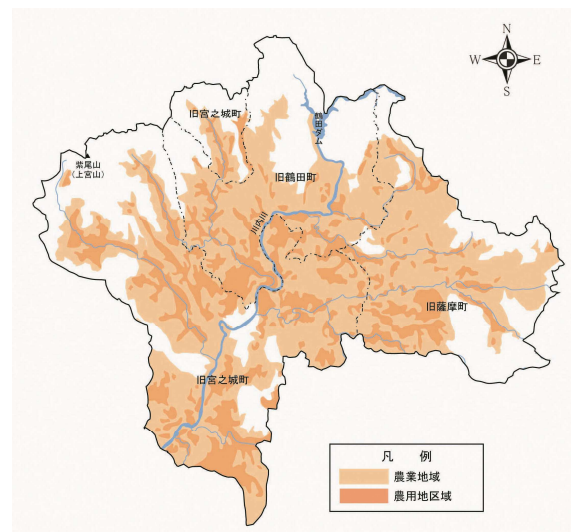 N
W
E
S
旧宮之城町
鶴田ダム
紫尾山
(上宮山)
旧鶴田町
川内川
旧薩摩町
旧宮之城町
凡 例
農業地域
農用地区域